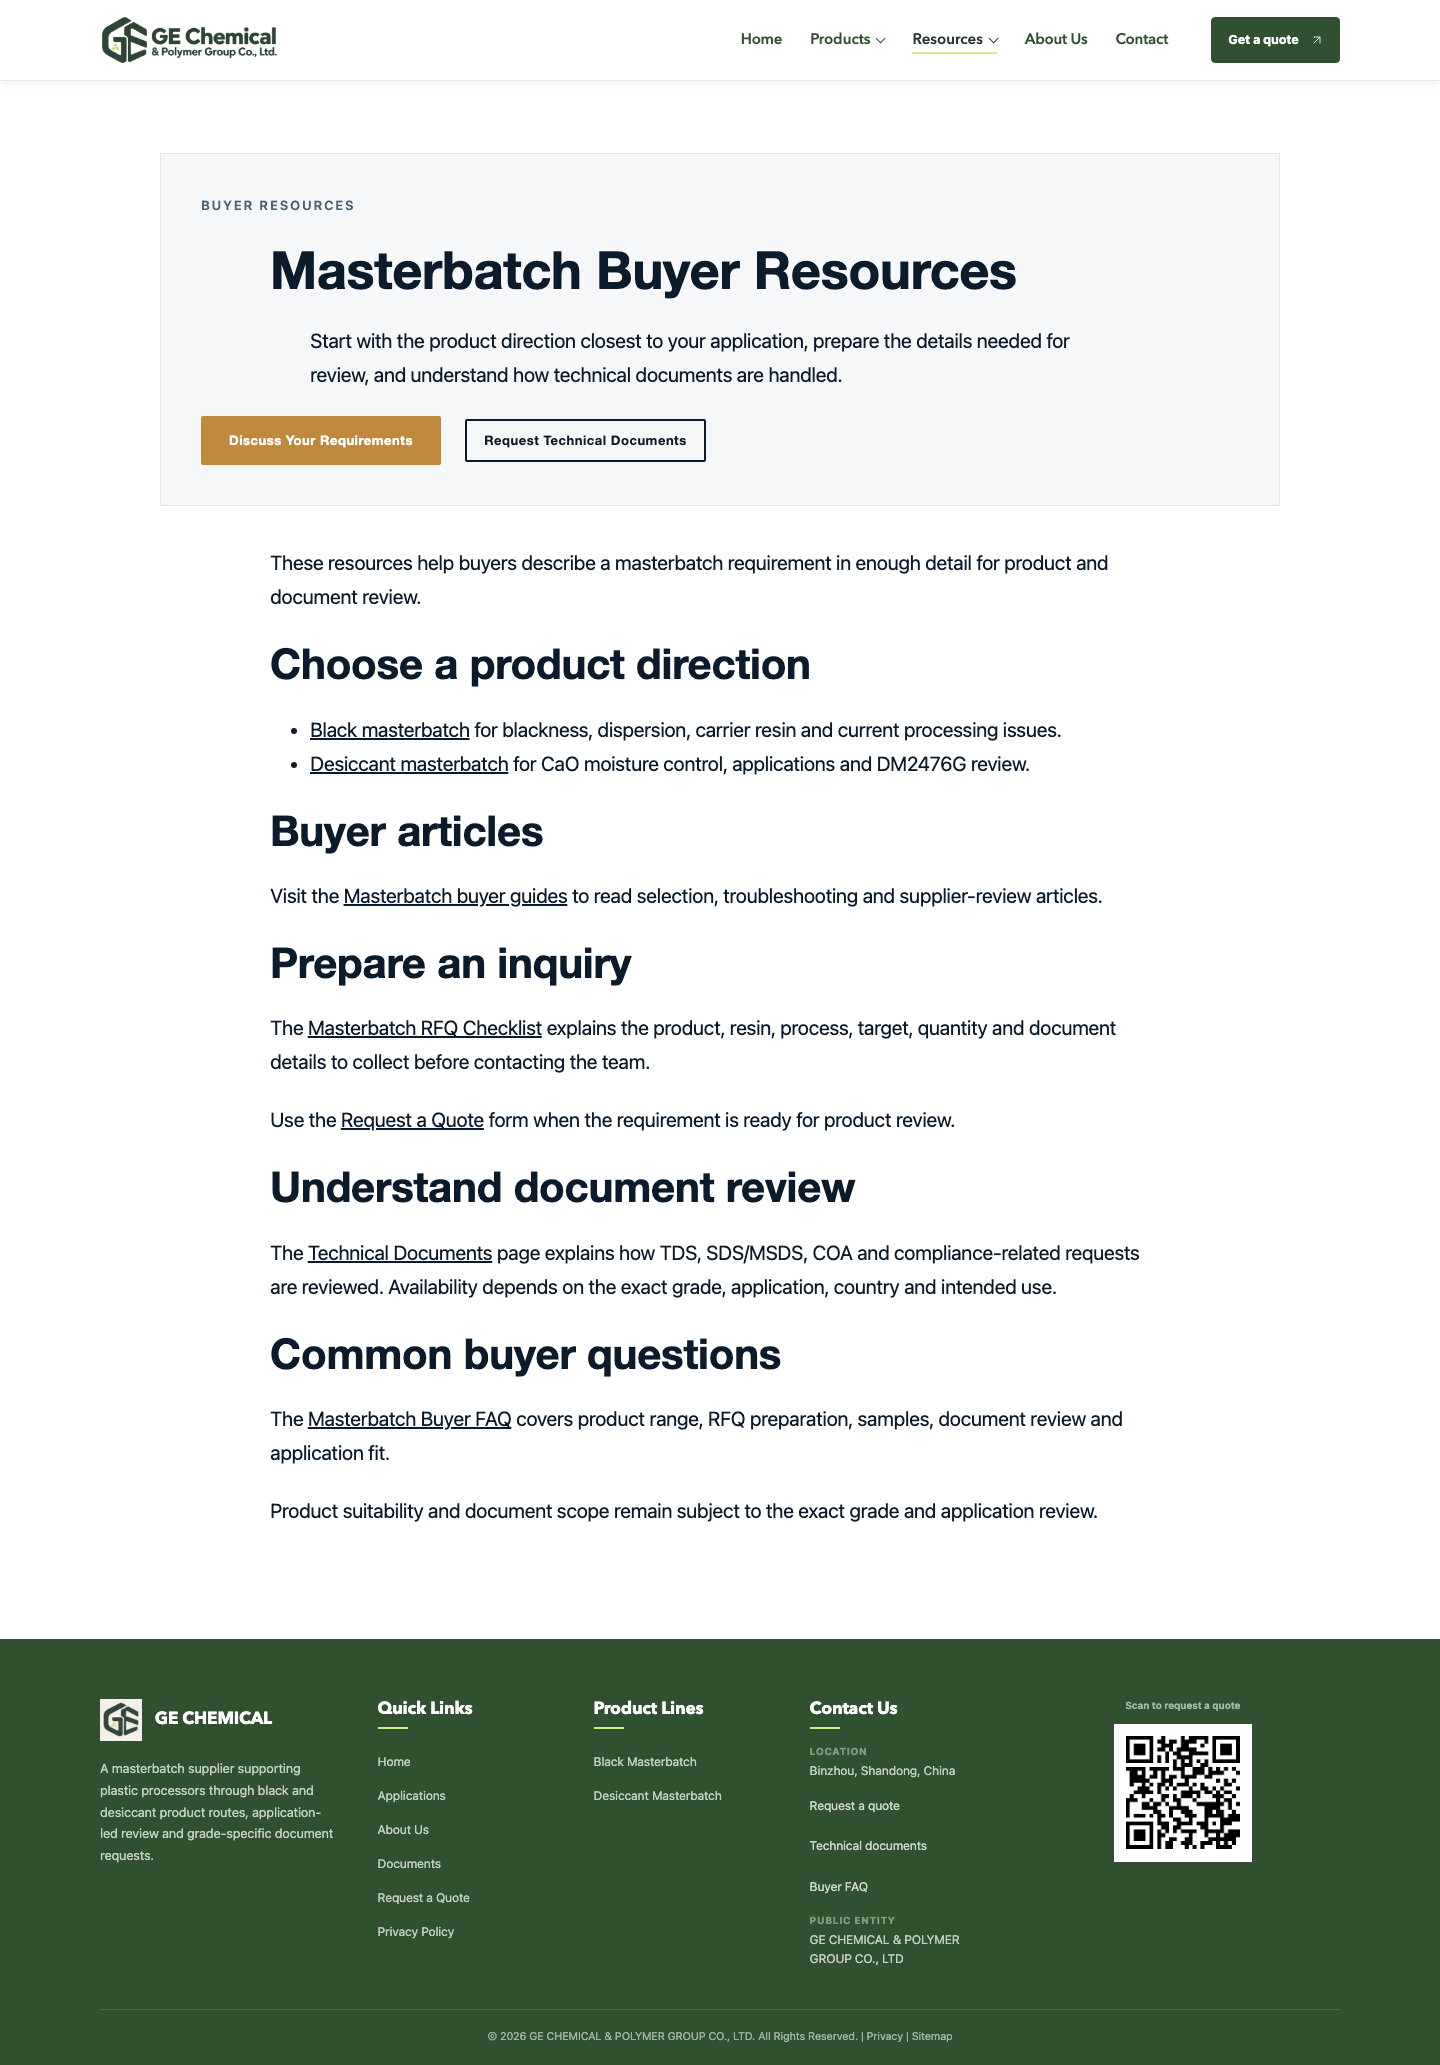 GE Chemical
& Polymer Group Co., Ltd.
Home
Products
Resources
About Us
Contact
Get a quote
BUYER RESOURCES
Masterbatch Buyer Resources
Start with the product direction closest to your application, prepare the details needed for
review, and understand how technical documents are handled.
Discuss Your Requirements
Request Technical Documents
These resources help buyers describe a masterbatch requirement in enough detail for product and
document review.
Choose a product direction
• Black masterbatch for blackness, dispersion, carrier resin and current processing issues.
• Desiccant masterbatch for CaO moisture control, applications and DM2476G review.
Buyer articles
Visit the Masterbatch buyer guides to read selection, troubleshooting and supplier-review articles.
Prepare an inquiry
The Masterbatch RFQ Checklist explains the product, resin, process, target, quantity and document
details to collect before contacting the team.
Use the Request a Quote form when the requirement is ready for product review.
Understand document review
The Technical Documents page explains how TDS, SDS/MSDS, COA and compliance-related requests
are reviewed. Availability depends on the exact grade, application, country and intended use.
Common buyer questions
The Masterbatch Buyer FAQ covers product range, RFQ preparation, samples, document review and
application fit.
Product suitability and document scope remain subject to the exact grade and application review.
GE CHEMICAL
A masterbatch supplier supporting
plastic processors through black and
desiccant product routes, application-
led review and grade-specific document
requests.
Quick Links
Home
Applications
About Us
Documents
Request a Quote
Privacy Policy
Product Lines
Black Masterbatch
Desiccant Masterbatch
Contact Us
LOCATION
Binzhou, Shandong, China
Request a quote
Technical documents
Buyer FAQ
PUBLIC ENTITY
GE CHEMICAL & POLYMER
GROUP CO., LTD
Scan to request a quote
© 2026 GE CHEMICAL & POLYMER GROUP CO., LTD. All Rights Reserved. | Privacy | Sitemap